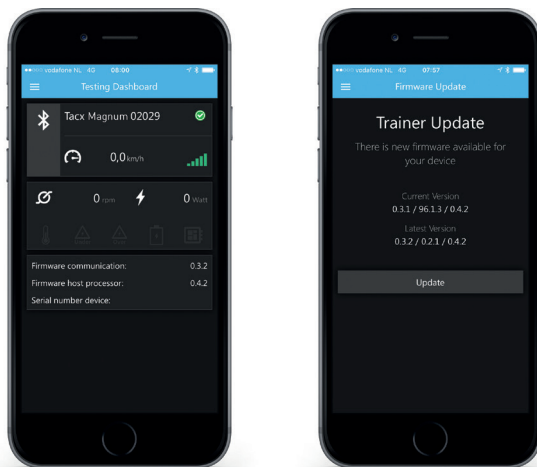 vodafone NL 4G 08:00
Testing Dashboard
Tacx Magnum 02029
0,0 km/h
0 rpm
0 Watt
Firmware communication: 0.3.2
Firmware host processor: 0.4.2
Serial number device:
vodafone NL 4G 07:57
Firmware Update
Trainer Update
There is new firmware available for
your device
Current Version
0.3.1 / 96.1.3 / 0.4.2
Latest Version
0.3.2 / 0.2.1 / 0.4.2
Update